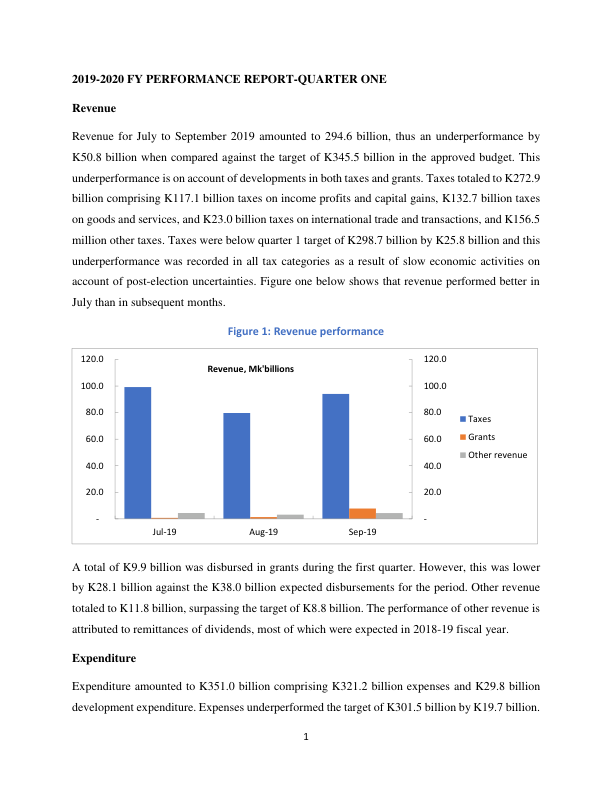 2019-2020 FY PERFORMANCE REPORT-QUARTER ONE
Revenue
Revenue for July to September 2019 amounted to 294.6 billion, thus an underperformance by
K50.8 billion when compared against the target of K345.5 billion in the approved budget. This
underperformance is on account of developments in both taxes and grants. Taxes totaled to K272.9
billion comprising K117.1 billion taxes on income profits and capital gains, K132.7 billion taxes
on goods and services, and K23.0 billion taxes on international trade and transactions, and K156.5
million other taxes. Taxes were below quarter 1 target of K298.7 billion by K25.8 billion and this
underperformance was recorded in all tax categories as a result of slow economic activities on
account of post-election uncertainties. Figure one below shows that revenue performed better in
July than in subsequent months.
Figure 1: Revenue performance
Revenue, Mk'billions
120.0 120.0
100.0 100.0
80.0 80.0
60.0 60.0
40.0 40.0
20.0 20.0
- -
Jul-19 Aug-19 Sep-19
Taxes
Grants
Other revenue
A total of K9.9 billion was disbursed in grants during the first quarter. However, this was lower
by K28.1 billion against the K38.0 billion expected disbursements for the period. Other revenue
totaled to K11.8 billion, surpassing the target of K8.8 billion. The performance of other revenue is
attributed to remittances of dividends, most of which were expected in 2018-19 fiscal year.
Expenditure
Expenditure amounted to K351.0 billion comprising K321.2 billion expenses and K29.8 billion
development expenditure. Expenses underperformed the target of K301.5 billion by K19.7 billion.
1